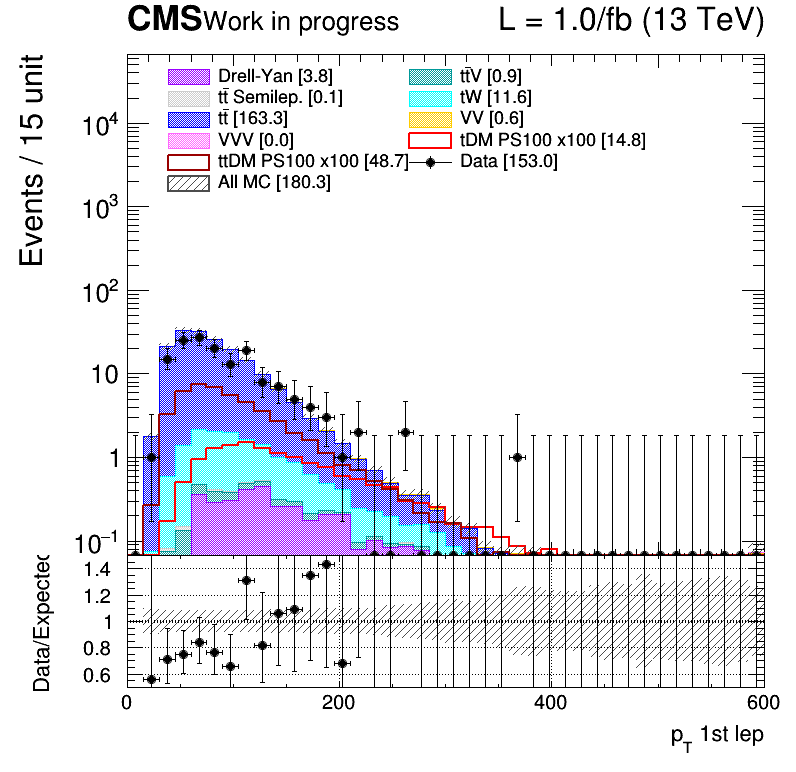 CMS Work in progress L = 1.0/fb (13 TeV)
Events / 15 unit
Drell-Yan [3.8] tt̄V [0.9]
tt̄ Semilep. [0.1] tW [11.6]
tt̄ [163.3] VV [0.6]
VVV [0.0] tDM PS100 x100 [14.8]
ttDM PS100 x100 [48.7] Data [153.0]
All MC [180.3]
10⁴
10³
10²
10
1
10⁻¹
Data/Expected
1.4
1.2
1
0.8
0.6
0 200 400 600
p_T 1st lep